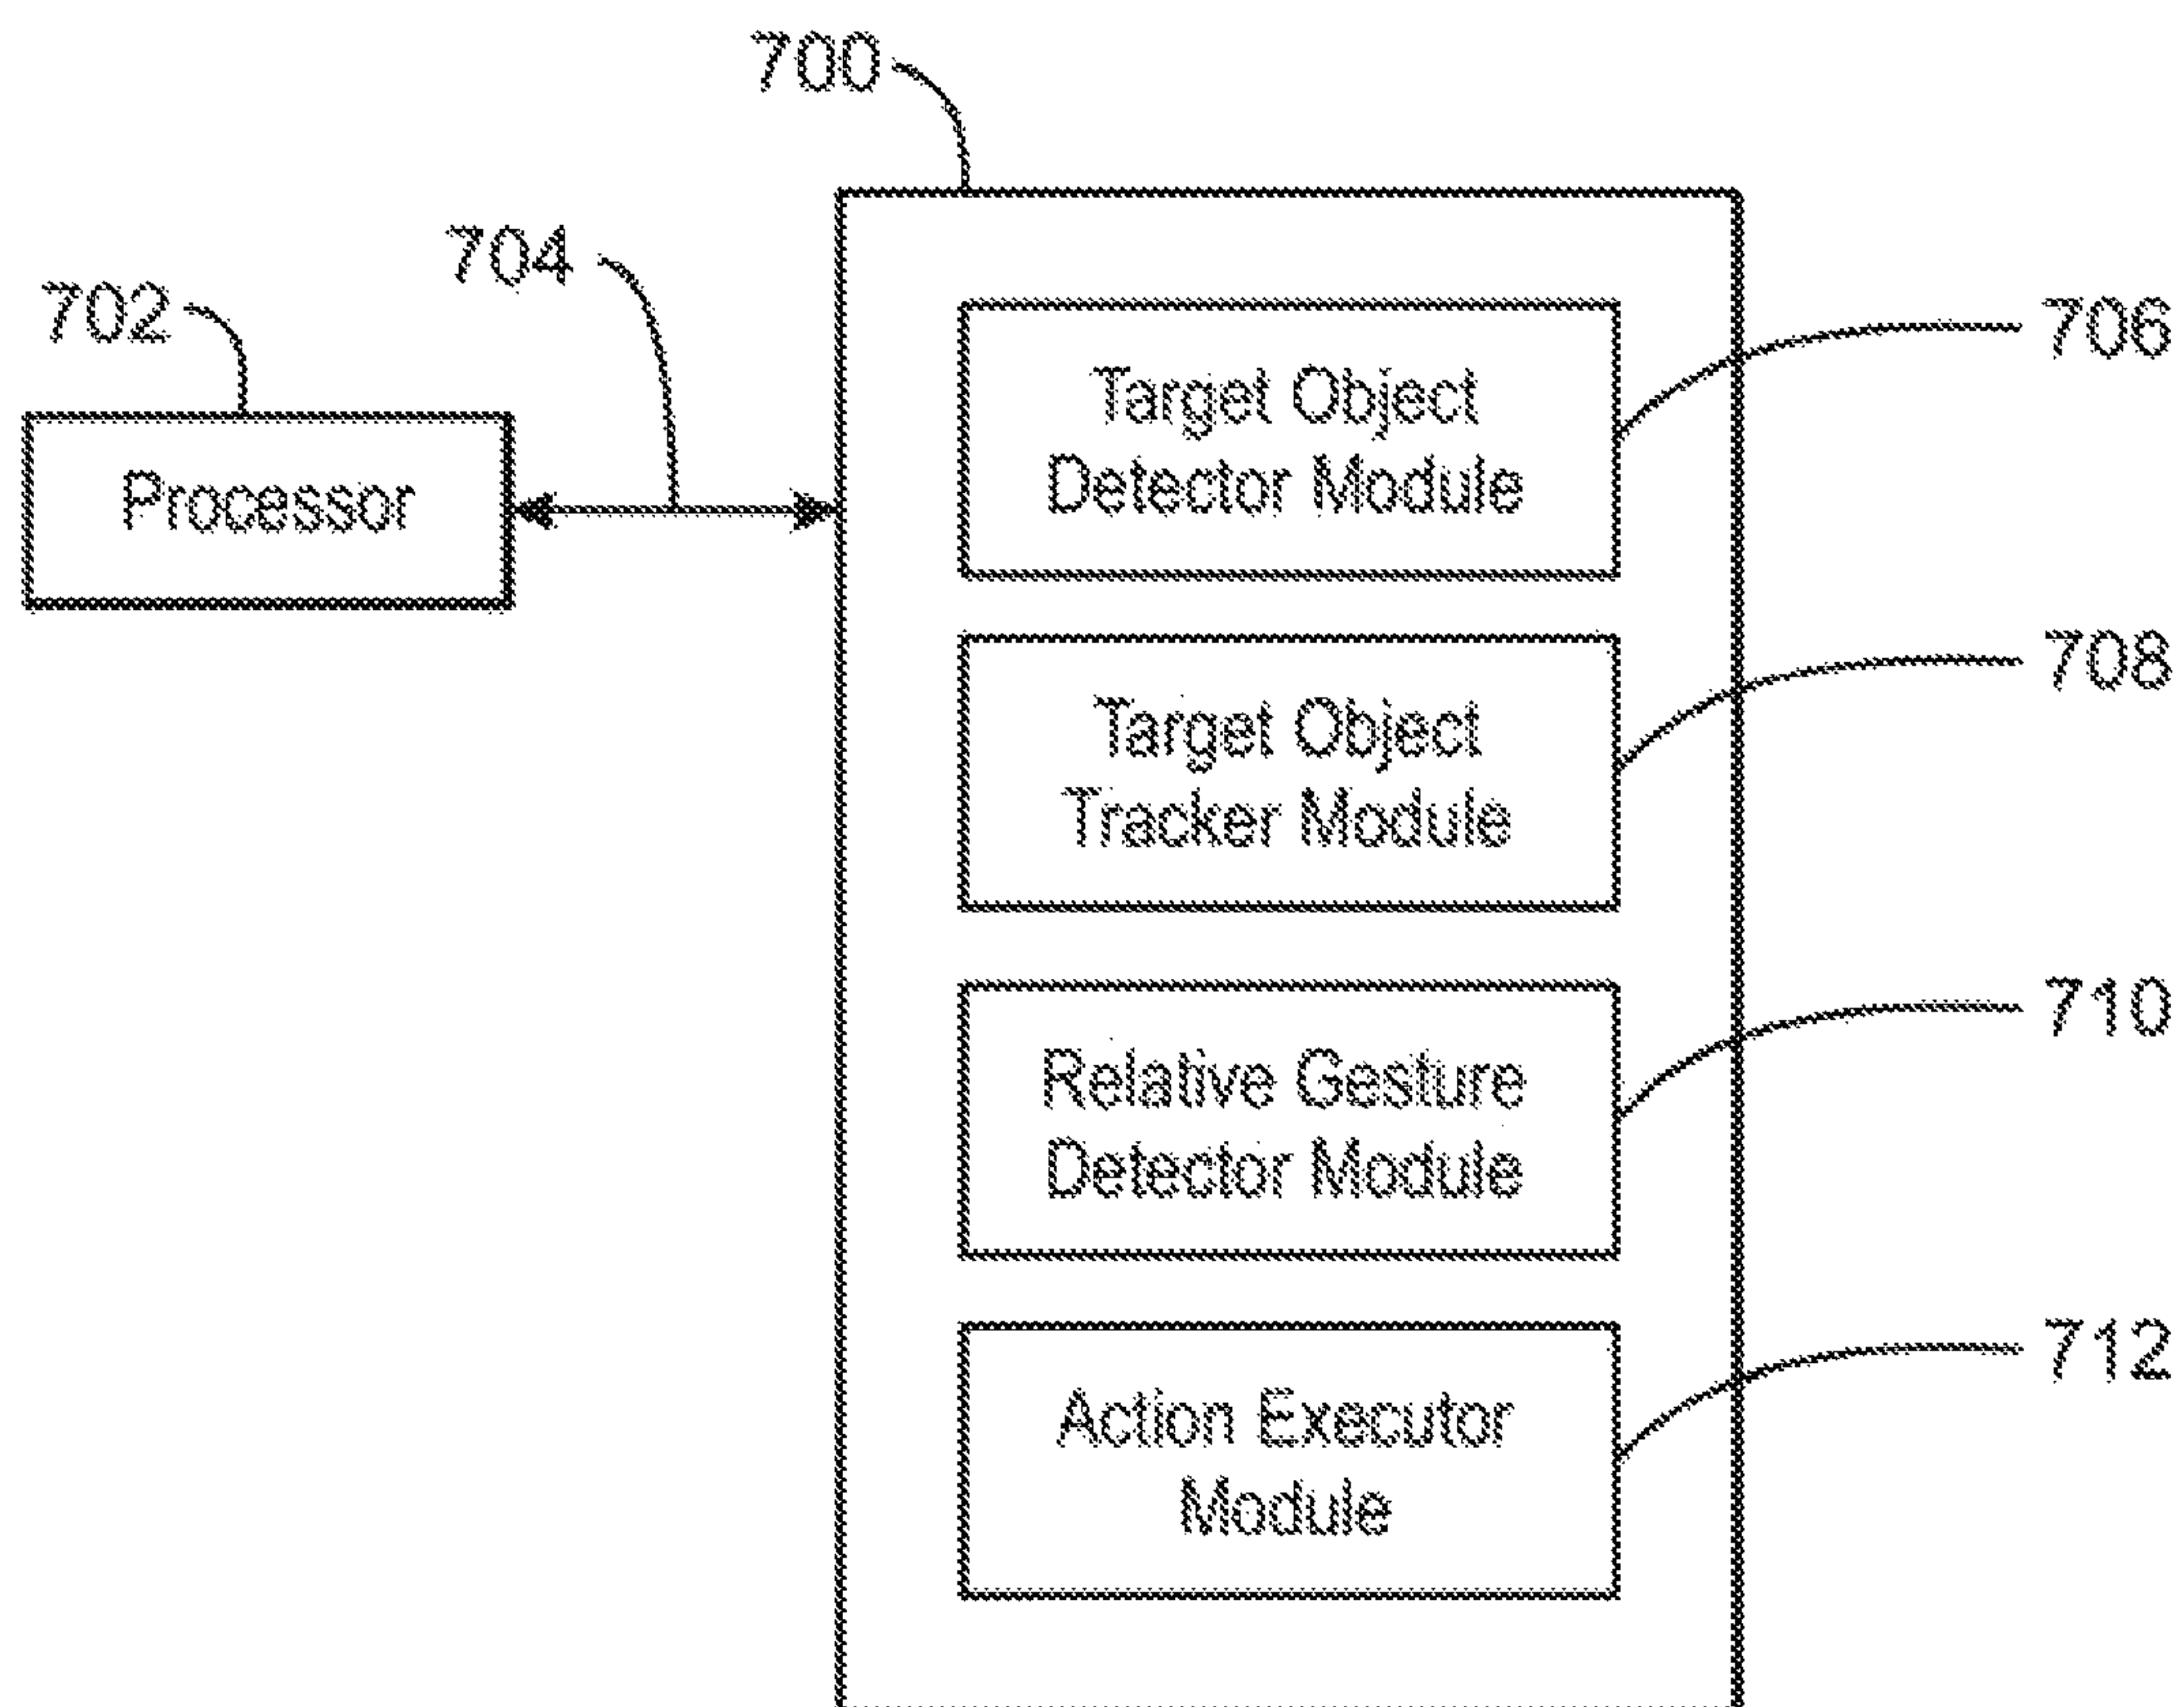 700
704
702
706
Target Object
Detector Module
Processor
708
Target Object
Tracker Module
710
Relative Gesture
Detector Module
712
Action Executor
Module